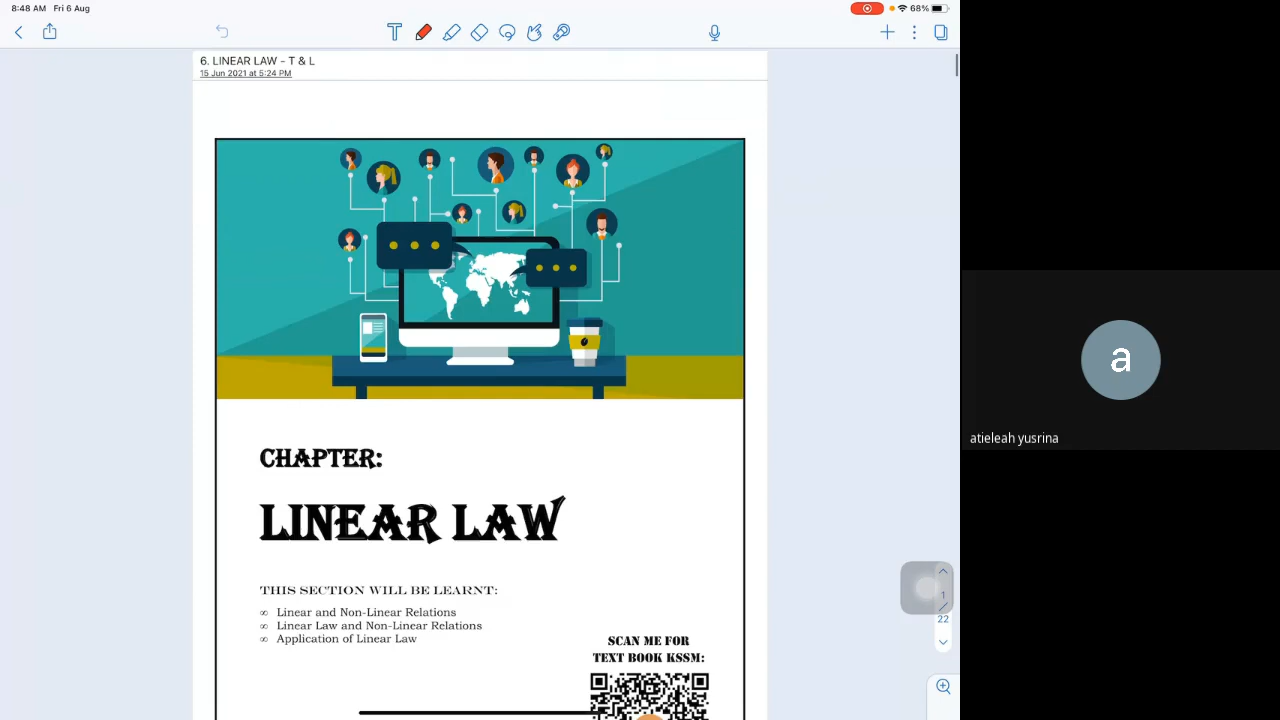 8:48 AM Fri 6 Aug
68%
6. LINEAR LAW - T & L
15 Jun 2021 at 5:24 PM
CHAPTER:
LINEAR LAW
THIS SECTION WILL BE LEARNT:
∞ Linear and Non-Linear Relations
∞ Linear Law and Non-Linear Relations
∞ Application of Linear Law
SCAN ME FOR
TEXT BOOK KSSM:
1
/
22
a
atieleah yusrina